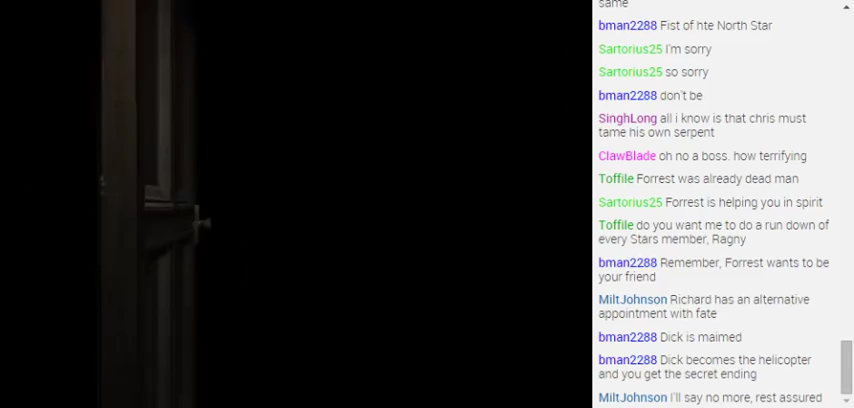 same
bman2288 Fist of hte North Star
Sartorius25 I'm sorry
Sartorius25 so sorry
bman2288 don't be
SinghLong all i know is that chris must
tame his own serpent
ClawBlade oh no a boss. how terrifying
Toffile Forrest was already dead man
Sartorius25 Forrest is helping you in spirit
Toffile do you want me to do a run down of
every Stars member, Ragny
bman2288 Remember, Forrest wants to be
your friend
MiltJohnson Richard has an alternative
appointment with fate
bman2288 Dick is maimed
bman2288 Dick becomes the helicopter
and you get the secret ending
MiltJohnson I'll say no more, rest assured